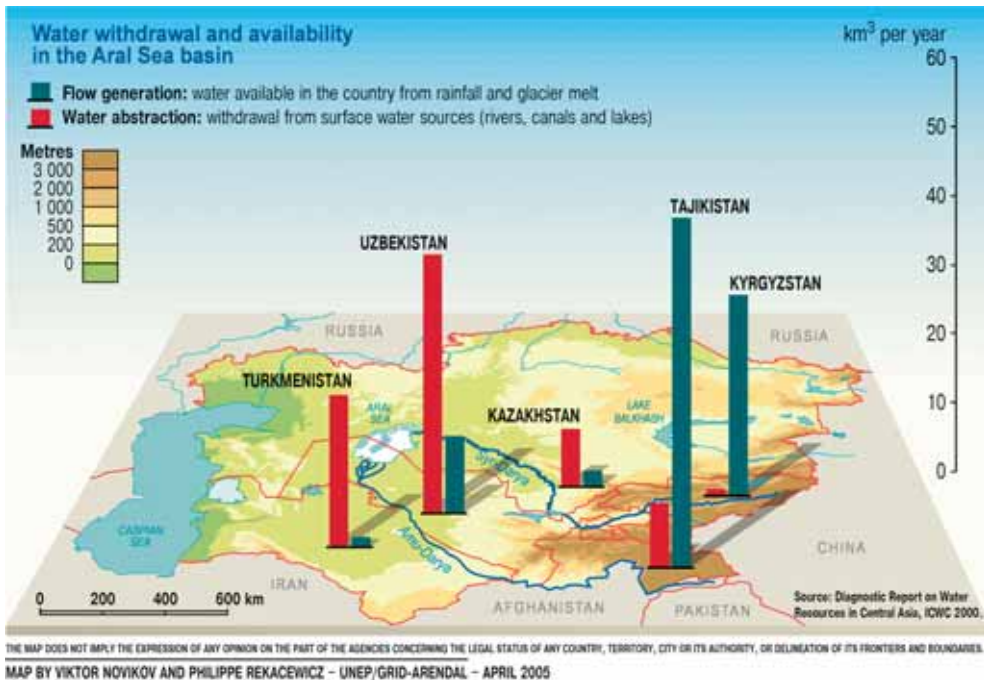 Water withdrawal and availability
in the Aral Sea basin
km³ per year
60
50
40
30
20
10
0
Flow generation: water available in the country from rainfall and glacier melt
Water abstraction: withdrawal from surface water sources (rivers, canals and lakes)
Metres
3 000
2 000
1 000
500
200
0
TAJIKISTAN
UZBEKISTAN
KYRGYZSTAN
RUSSIA
RUSSIA
TURKMENISTAN
ARAL
SEA
KAZAKHSTAN
LAKE
BALKHASH
Syr-Darya
CASPIAN
SEA
Amu-Darya
CHINA
IRAN
AFGHANISTAN
PAKISTAN
0 200 400 600 km
Source: Diagnostic Report on Water
Resources in Central Asia, ICWC 2000.
THE MAP DOES NOT IMPLY THE EXPRESSION OF ANY OPINION ON THE PART OF THE AGENCIES CONCERNING THE LEGAL STATUS OF ANY COUNTRY, TERRITORY, CITY OR ITS AUTHORITY, OR DELINEATION OF ITS FRONTIERS AND BOUNDARIES.
MAP BY VIKTOR NOVIKOV AND PHILIPPE REKACEWICZ – UNEP/GRID-ARENDAL – APRIL 2005